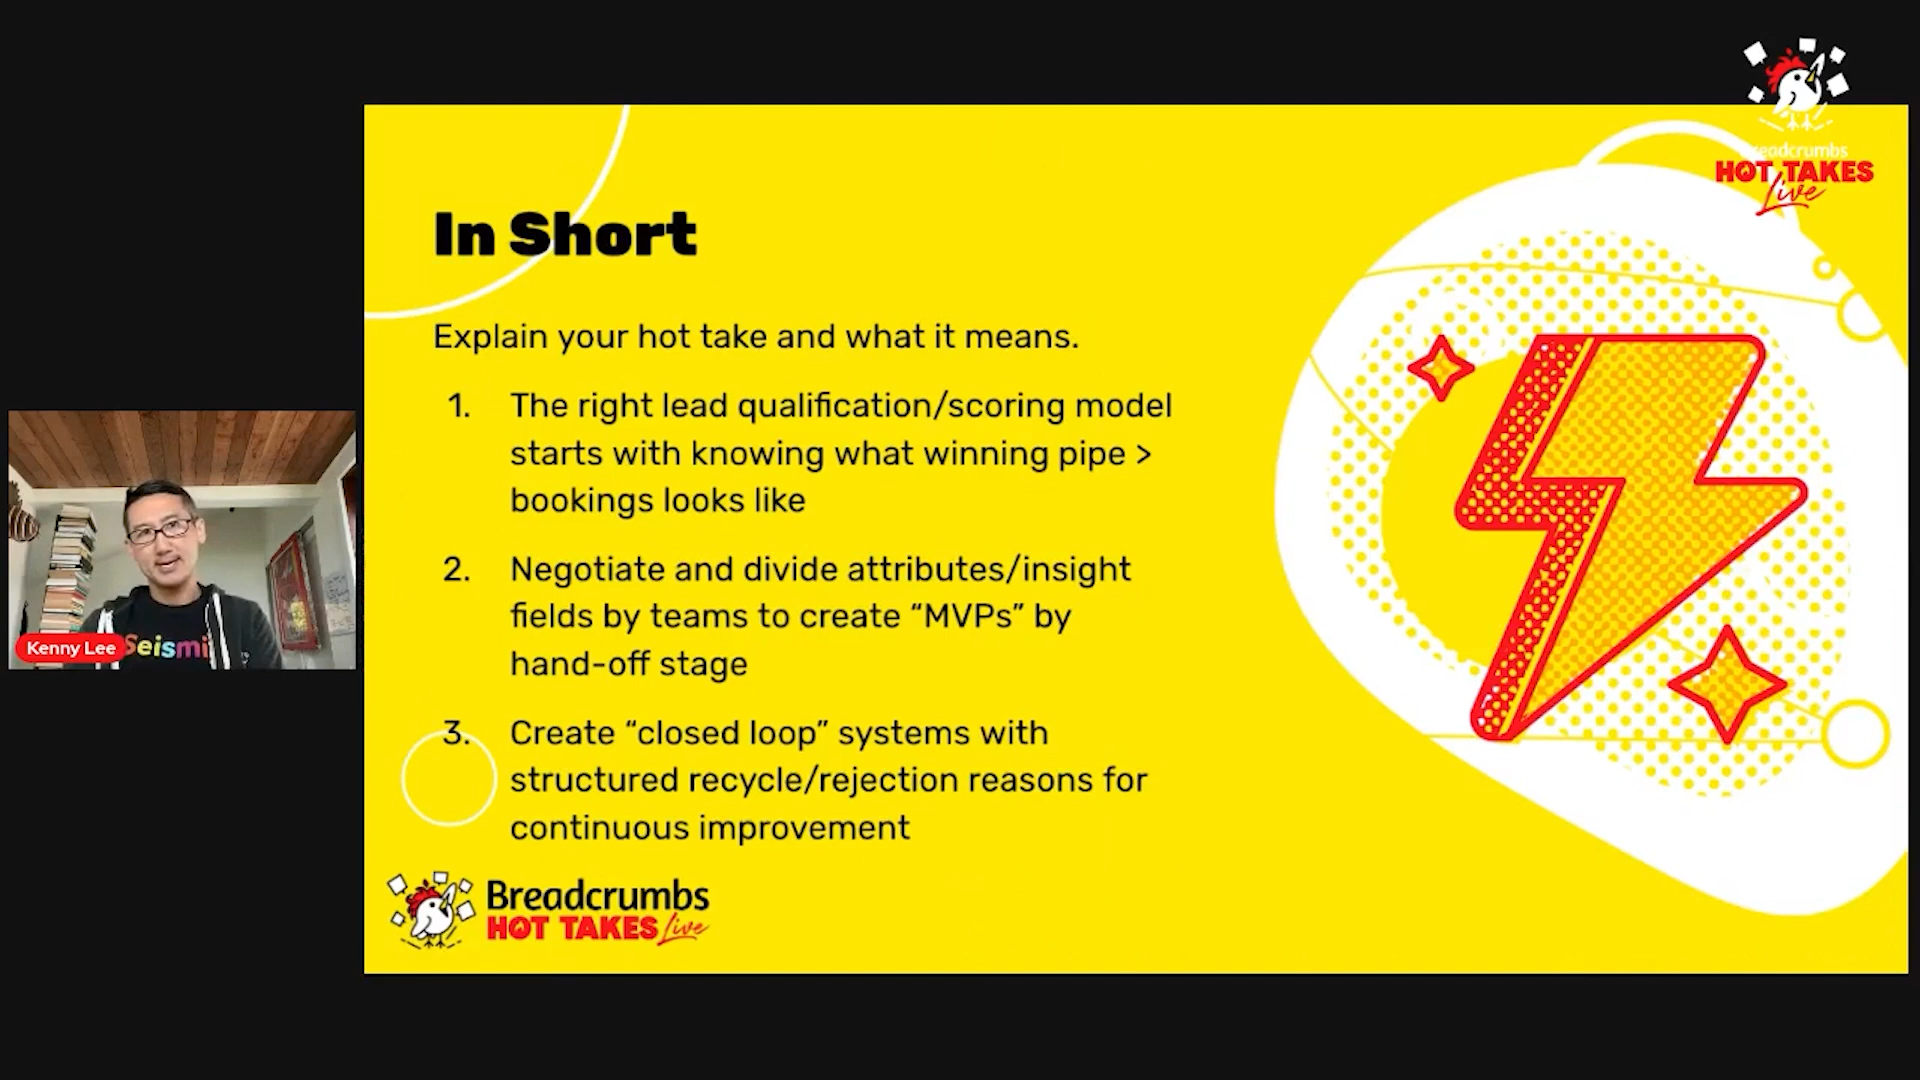 Breadcrumbs
HOT TAKES
Live
In Short
Explain your hot take and what it means.
1. The right lead qualification/scoring model
starts with knowing what winning pipe >
bookings looks like
2. Negotiate and divide attributes/insight
fields by teams to create “MVPs” by
hand-off stage
3. Create “closed loop” systems with
structured recycle/rejection reasons for
continuous improvement
Kenny Lee
Seismi
Breadcrumbs
HOT TAKES Live